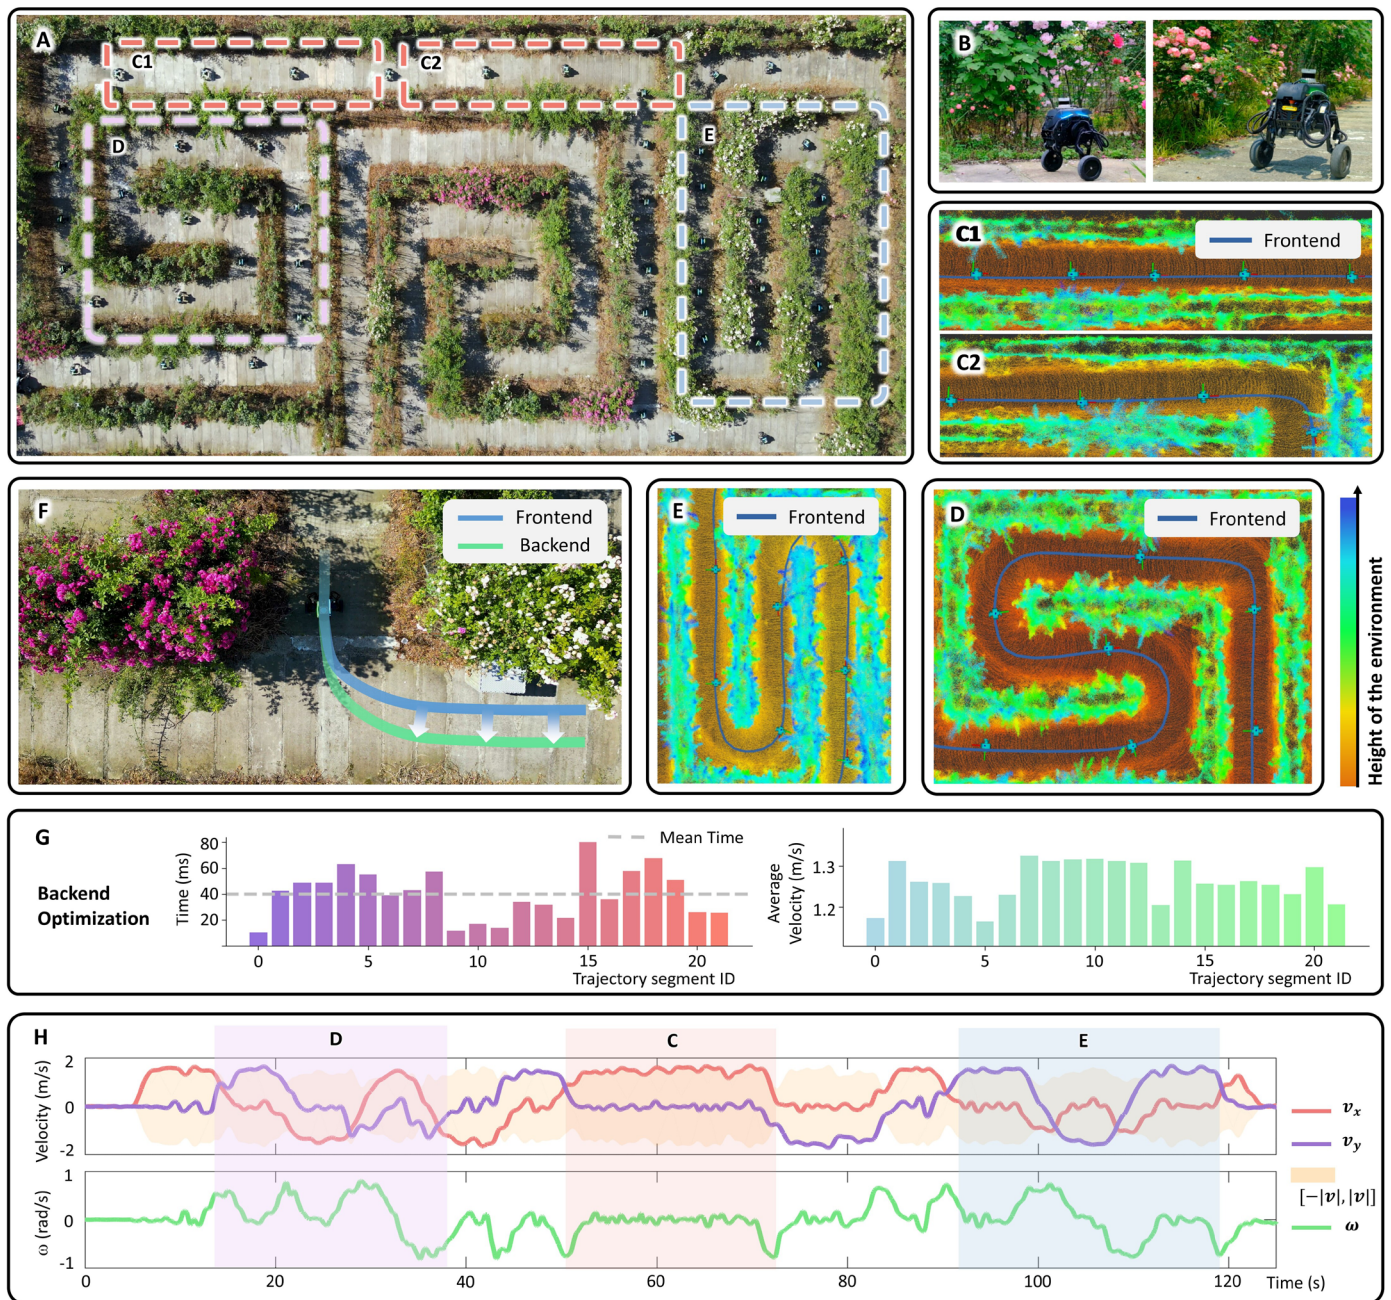 A
C1
C2
D
E
B
C1
Frontend
C2
F
Frontend
Backend
E
Frontend
D
Frontend
Height of the environment
G
Backend
Optimization
Time (ms)
80
60
40
20
Mean Time
0 5 10 15 20
Trajectory segment ID
Average
Velocity (m/s)
1.3
1.2
0 5 10 15 20
Trajectory segment ID
H
D
C
E
Velocity (m/s)
2
0
-2
vx
vy
[−|v|, |v|]
ω
ω (rad/s)
1
0
-1
0 20 40 60 80 100 120 Time (s)